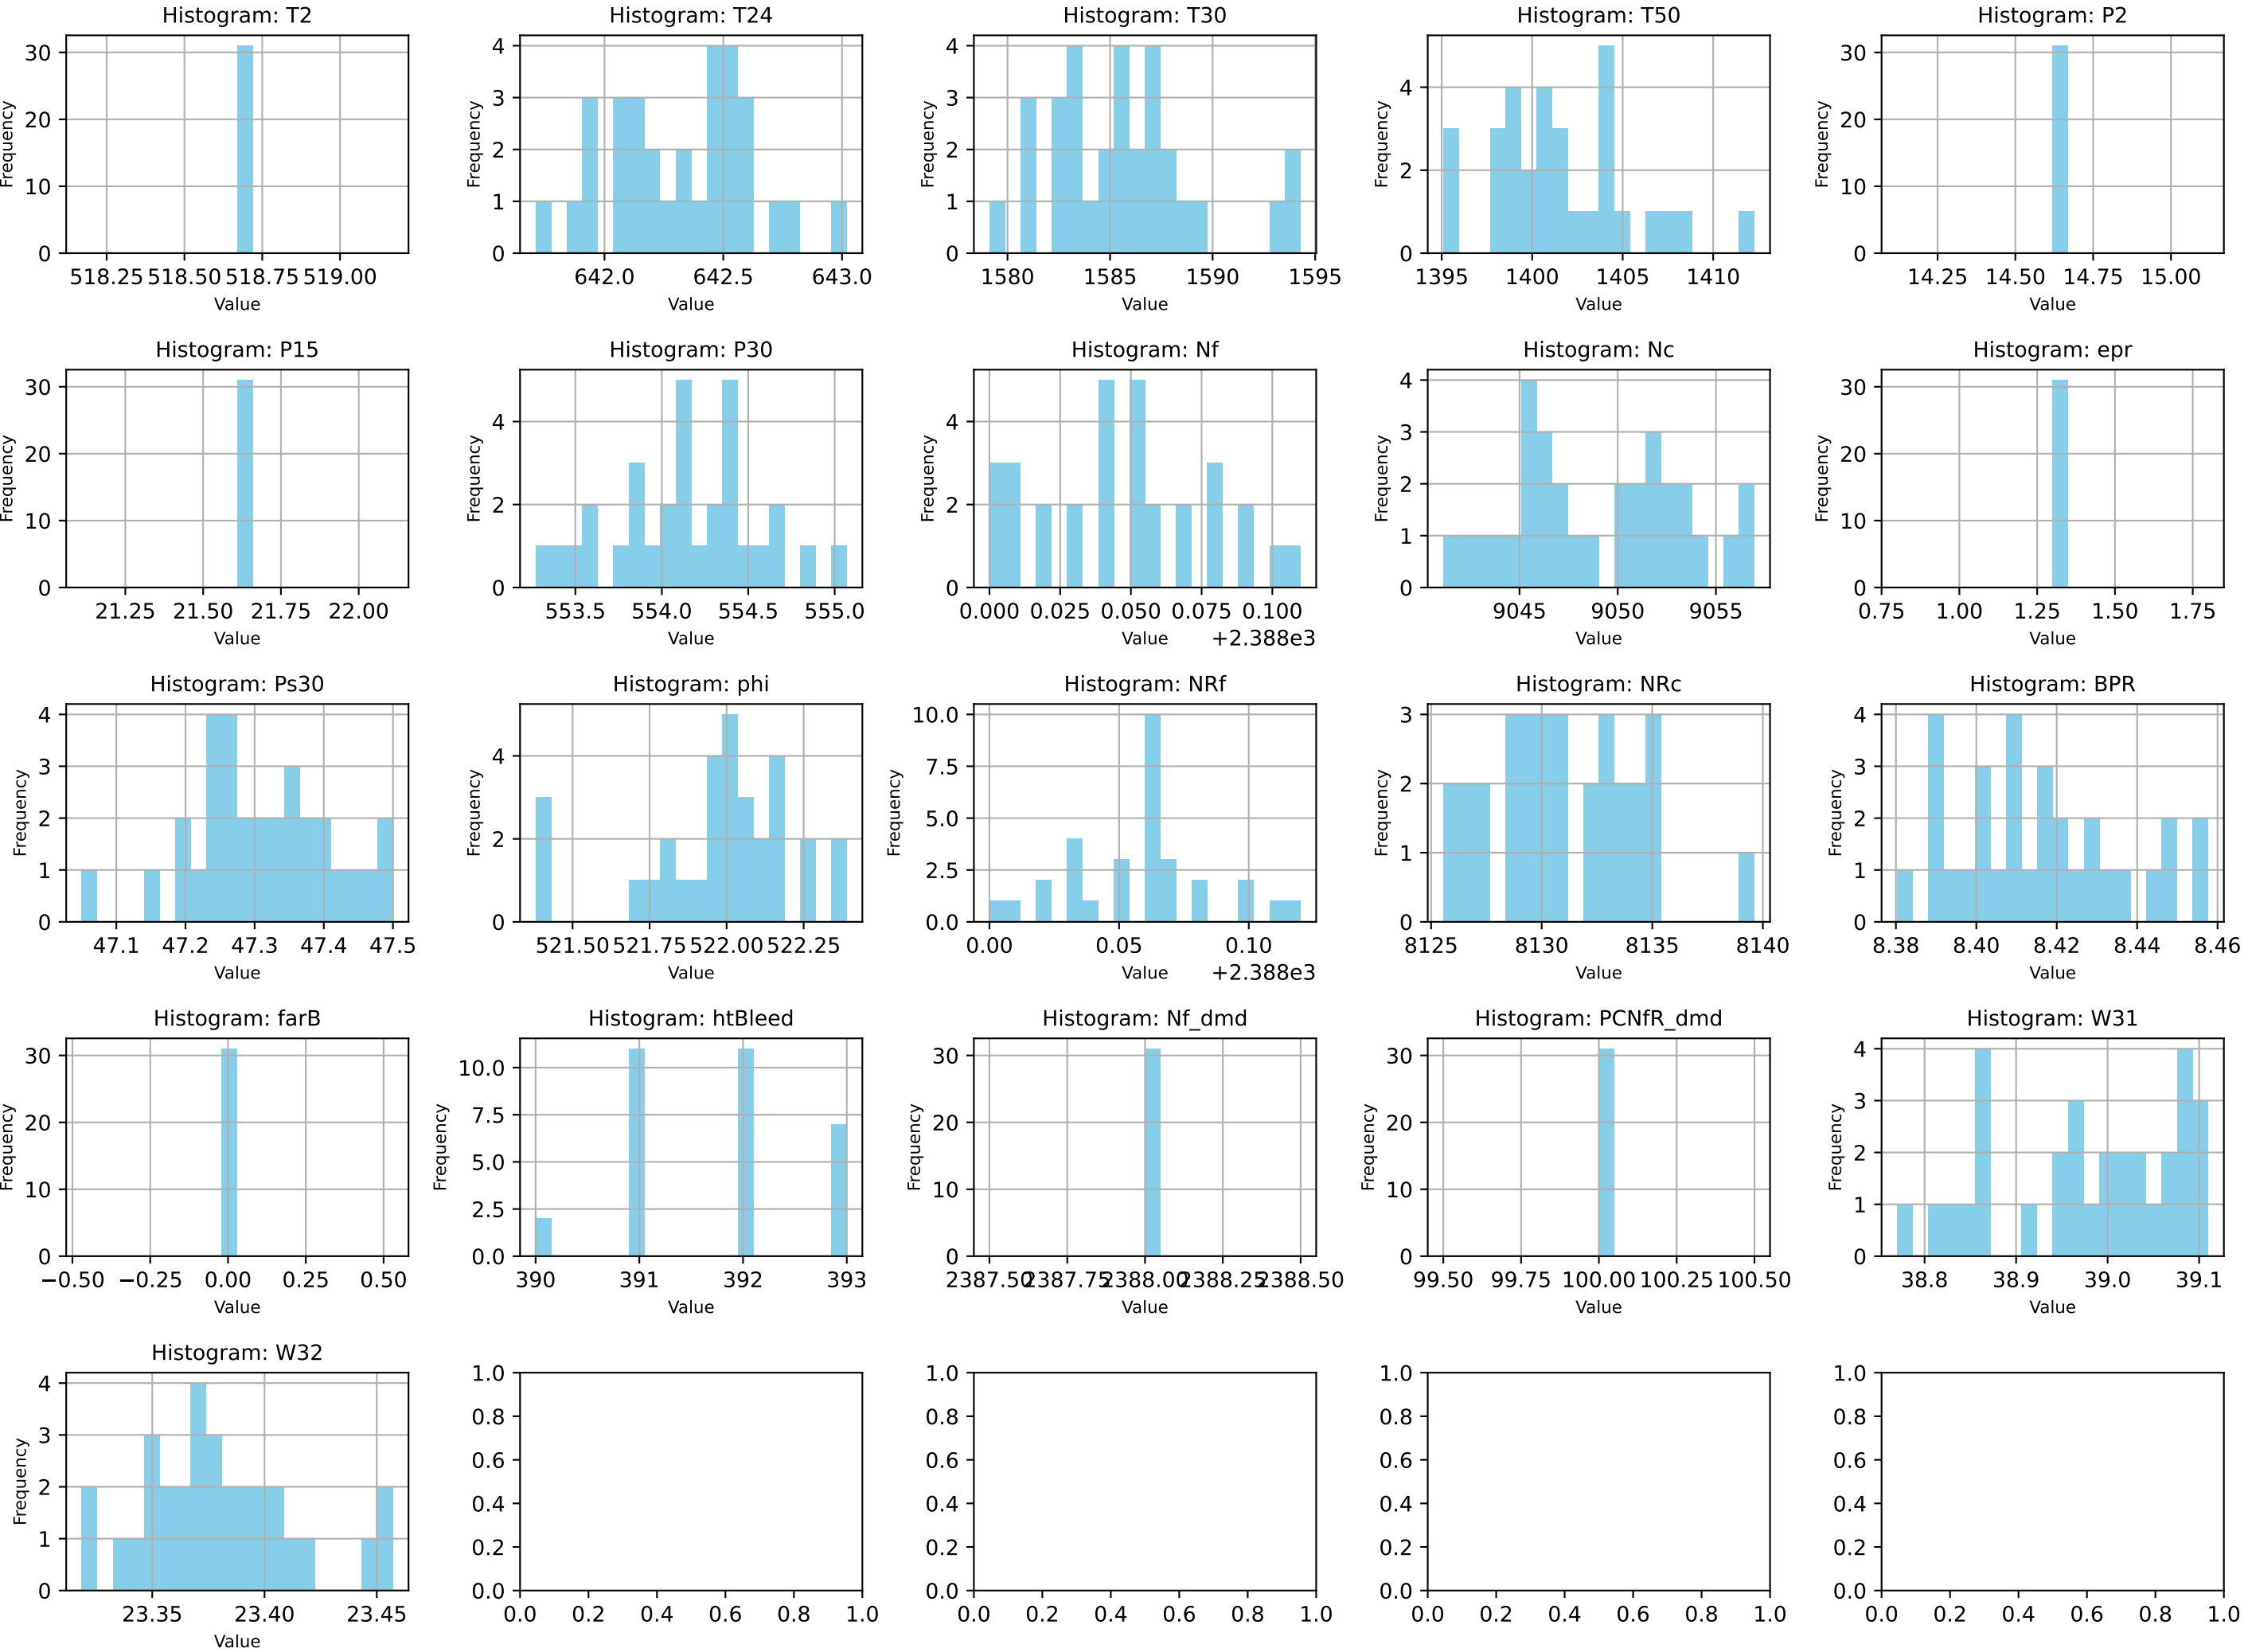 Histogram: T2
Frequency
30
20
10
0
518.25 518.50 518.75 519.00
Value
Histogram: T24
Frequency
4
3
2
1
0
642.0 642.5 643.0
Value
Histogram: T30
Frequency
4
3
2
1
0
1580 1585 1590 1595
Value
Histogram: T50
Frequency
4
2
0
1395 1400 1405 1410
Value
Histogram: P2
Frequency
30
20
10
0
14.25 14.50 14.75 15.00
Value
Histogram: P15
Frequency
30
20
10
0
21.25 21.50 21.75 22.00
Value
Histogram: P30
Frequency
4
2
0
553.5 554.0 554.5 555.0
Value
Histogram: Nf
Frequency
4
2
0
0.000 0.025 0.050 0.075 0.100
Value
+2.388e3
Histogram: Nc
Frequency
4
3
2
1
0
9045 9050 9055
Value
Histogram: epr
Frequency
30
20
10
0
0.75 1.00 1.25 1.50 1.75
Value
Histogram: Ps30
Frequency
4
3
2
1
0
47.1 47.2 47.3 47.4 47.5
Value
Histogram: phi
Frequency
4
2
0
521.50 521.75 522.00 522.25
Value
Histogram: NRf
Frequency
10.0
7.5
5.0
2.5
0.0
0.00 0.05 0.10
Value
+2.388e3
Histogram: NRc
Frequency
3
2
1
0
8125 8130 8135 8140
Value
Histogram: BPR
Frequency
4
3
2
1
0
8.38 8.40 8.42 8.44 8.46
Value
Histogram: farB
Frequency
30
20
10
0
−0.50 −0.25 0.00 0.25 0.50
Value
Histogram: htBleed
Frequency
10.0
7.5
5.0
2.5
0.0
390 391 392 393
Value
Histogram: Nf_dmd
Frequency
30
20
10
0
2387.50 2387.75 2388.00 2388.25 2388.50
Value
Histogram: PCNfR_dmd
Frequency
30
20
10
0
99.50 99.75 100.00 100.25 100.50
Value
Histogram: W31
Frequency
4
3
2
1
0
38.8 38.9 39.0 39.1
Value
Histogram: W32
Frequency
4
3
2
1
0
23.35 23.40 23.45
Value
1.0
0.8
0.6
0.4
0.2
0.0
0.0 0.2 0.4 0.6 0.8 1.0
1.0
0.8
0.6
0.4
0.2
0.0
0.0 0.2 0.4 0.6 0.8 1.0
1.0
0.8
0.6
0.4
0.2
0.0
0.0 0.2 0.4 0.6 0.8 1.0
1.0
0.8
0.6
0.4
0.2
0.0
0.0 0.2 0.4 0.6 0.8 1.0